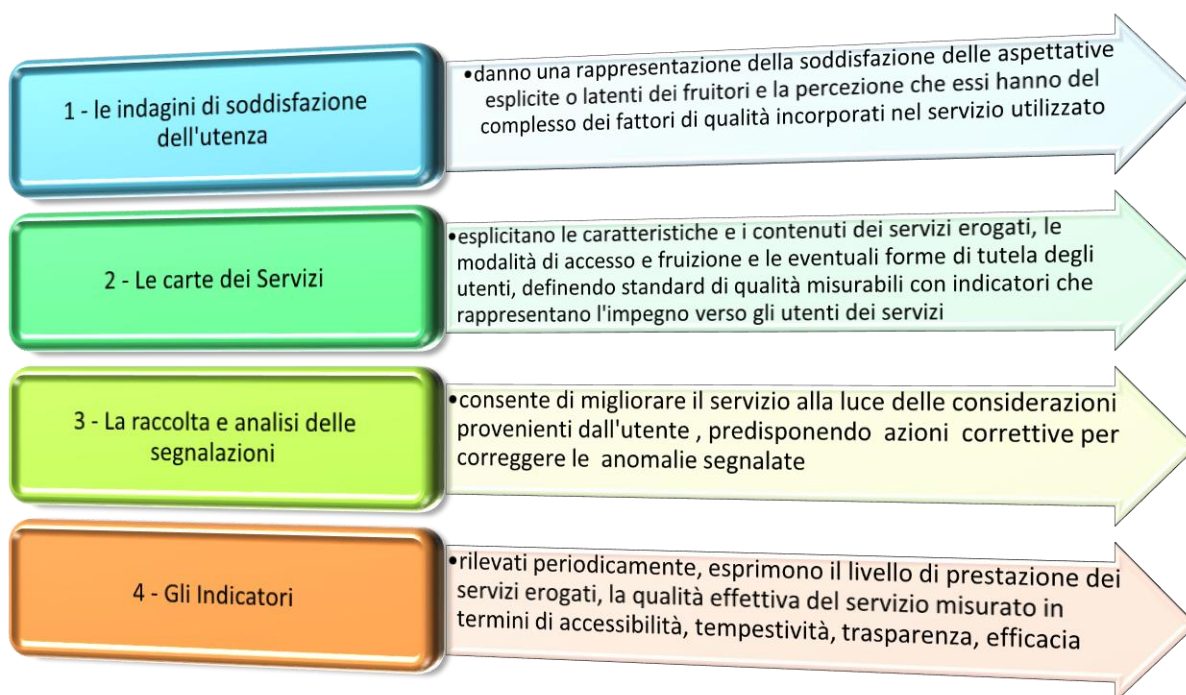 1 - le indagini di soddisfazione
dell'utenza
•danno una rappresentazione della soddisfazione delle aspettative
esplicite o latenti dei fruitori e la percezione che essi hanno del
complesso dei fattori di qualità incorporati nel servizio utilizzato
2 - Le carte dei Servizi
•esplicitano le caratteristiche e i contenuti dei servizi erogati, le
modalità di accesso e fruizione e le eventuali forme di tutela degli
utenti, definendo standard di qualità misurabili con indicatori che
rappresentano l'impegno verso gli utenti dei servizi
3 - La raccolta e analisi delle
segnalazioni
•consente di migliorare il servizio alla luce delle considerazioni
provenienti dall'utente , predisponendo azioni correttive per
correggere le anomalie segnalate
4 - Gli Indicatori
•rilevati periodicamente, esprimono il livello di prestazione dei
servizi erogati, la qualità effettiva del servizio misurato in
termini di accessibilità, tempestività, trasparenza, efficacia